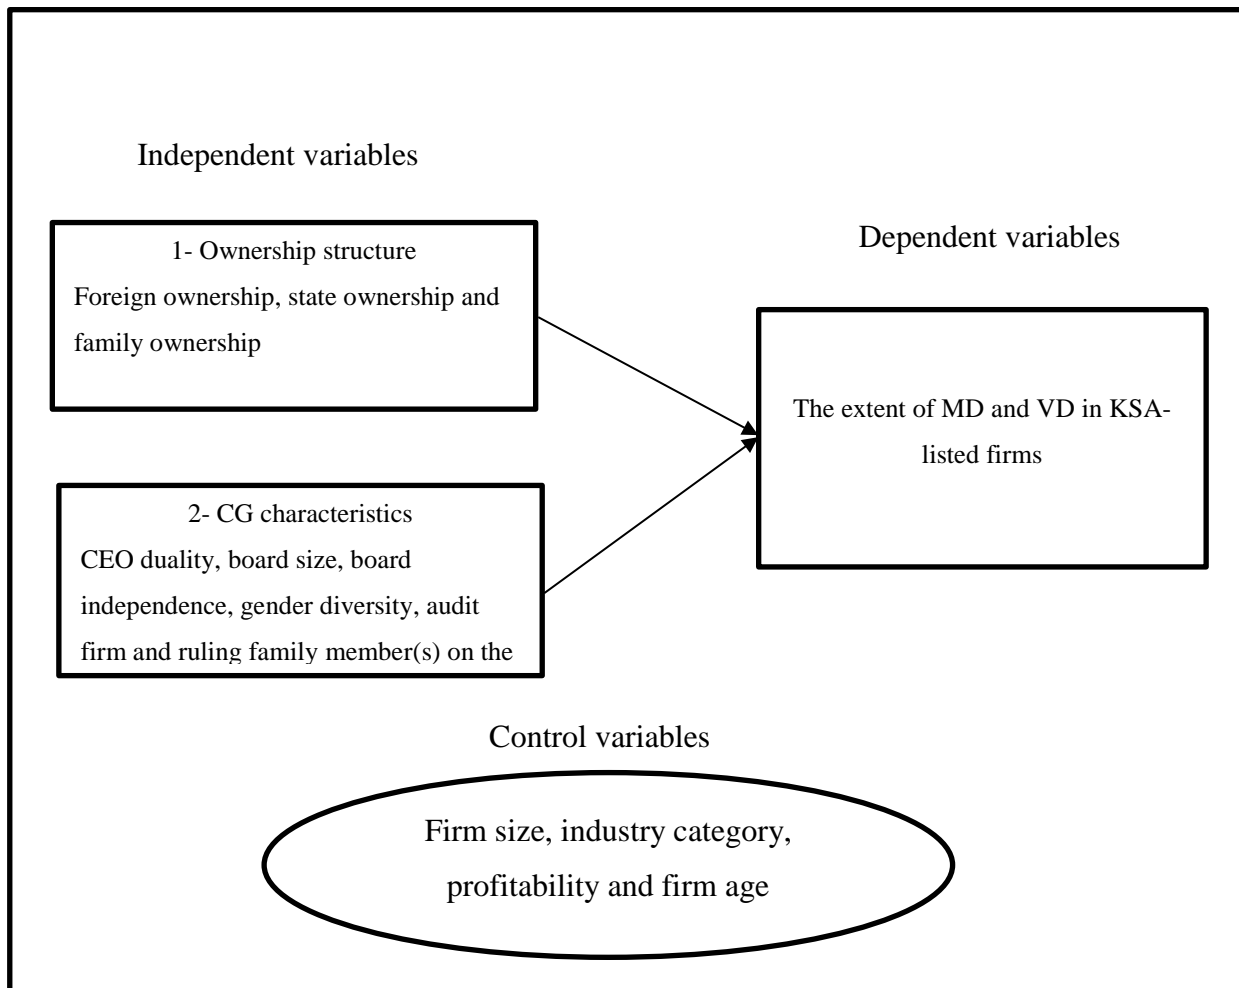 Independent variables
1- Ownership structure
Foreign ownership, state ownership and
family ownership
Dependent variables
The extent of MD and VD in KSA-
listed firms
2- CG characteristics
CEO duality, board size, board
independence, gender diversity, audit
firm and ruling family member(s) on the
Control variables
Firm size, industry category,
profitability and firm age